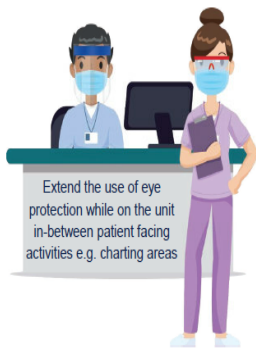 Extend the use of eye
protection while on the unit
in-between patient facing
activities e.g. charting areas